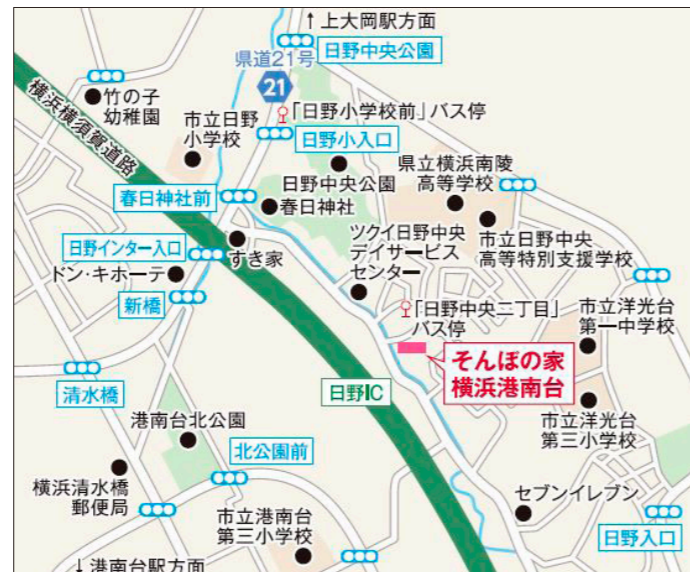 ↑上大岡駅方面
日野中央公園
県道21号
21
竹の子
幼稚園
横浜横須賀道路
「日野小学校前」バス停
市立日野
小学校
日野小入口
県立横浜南陵
高等学校
日野中央公園
春日神社前
春日神社
ツクイ日野中央
デイサービス
センター
市立日野中央
高等特別支援学校
日野インター入口
すき家
ドン・キホーテ
新橋
「日野中央二丁目」
バス停
市立洋光台
第一中学校
そんぽの家
横浜港南台
清水橋
日野IC
港南台北公園
市立洋光台
第三小学校
北公園前
横浜清水橋
郵便局
セブンイレブン
市立港南台
第三小学校
日野入口
↓港南台駅方面